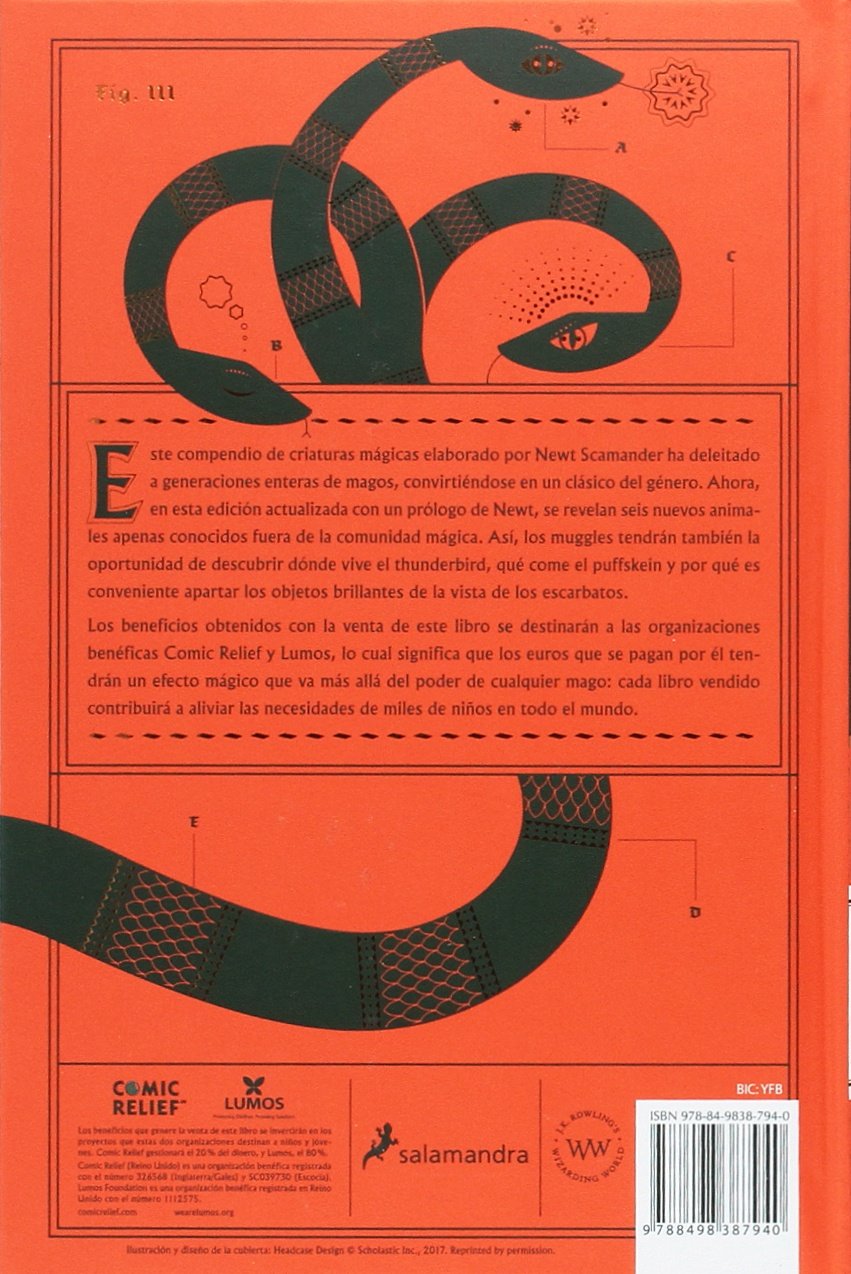 Fig. III
A
C
B
Este compendio de criaturas mágicas elaborado por Newt Scamander ha deleitado
a generaciones enteras de magos, convirtiéndose en un clásico del género. Ahora,
en esta edición actualizada con un prólogo de Newt, se revelan seis nuevos anima-
les apenas conocidos fuera de la comunidad mágica. Así, los muggles tendrán también la
oportunidad de descubrir dónde vive el thunderbird, qué come el puffskein y por qué es
conveniente apartar los objetos brillantes de la vista de los escarbatos.
Los beneficios obtenidos con la venta de este libro se destinarán a las organizaciones
benéficas Comic Relief y Lumos, lo cual significa que los euros que se pagan por él ten-
drán un efecto mágico que va más allá del poder de cualquier mago: cada libro vendido
contribuirá a aliviar las necesidades de miles de niños en todo el mundo.
E
D
COMIC
RELIEF
LUMOS
Protecting Children. Providing Solutions.
Los beneficios que genere la venta de este libro se invertirán en los
proyectos que estas dos organizaciones destinan a niños y jóve-
nes. Comic Relief gestionará el 20 % del dinero, y Lumos, el 80 %.
Comic Relief (Reino Unido) es una organización benéfica registrada
con el número 326568 (Inglaterra/Gales) y SC039730 (Escocia).
Lumos Foundation es una organización benéfica registrada en Reino
Unido con el número 1112575.
comicrelief.com wearelumos.org
salamandra
J.K. ROWLING'S
WW
WIZARDING WORLD
BIC: YFB
ISBN 978-84-9838-794-0
9 788498 387940
Ilustración y diseño de la cubierta: Headcase Design © Scholastic Inc., 2017. Reprinted by permission.